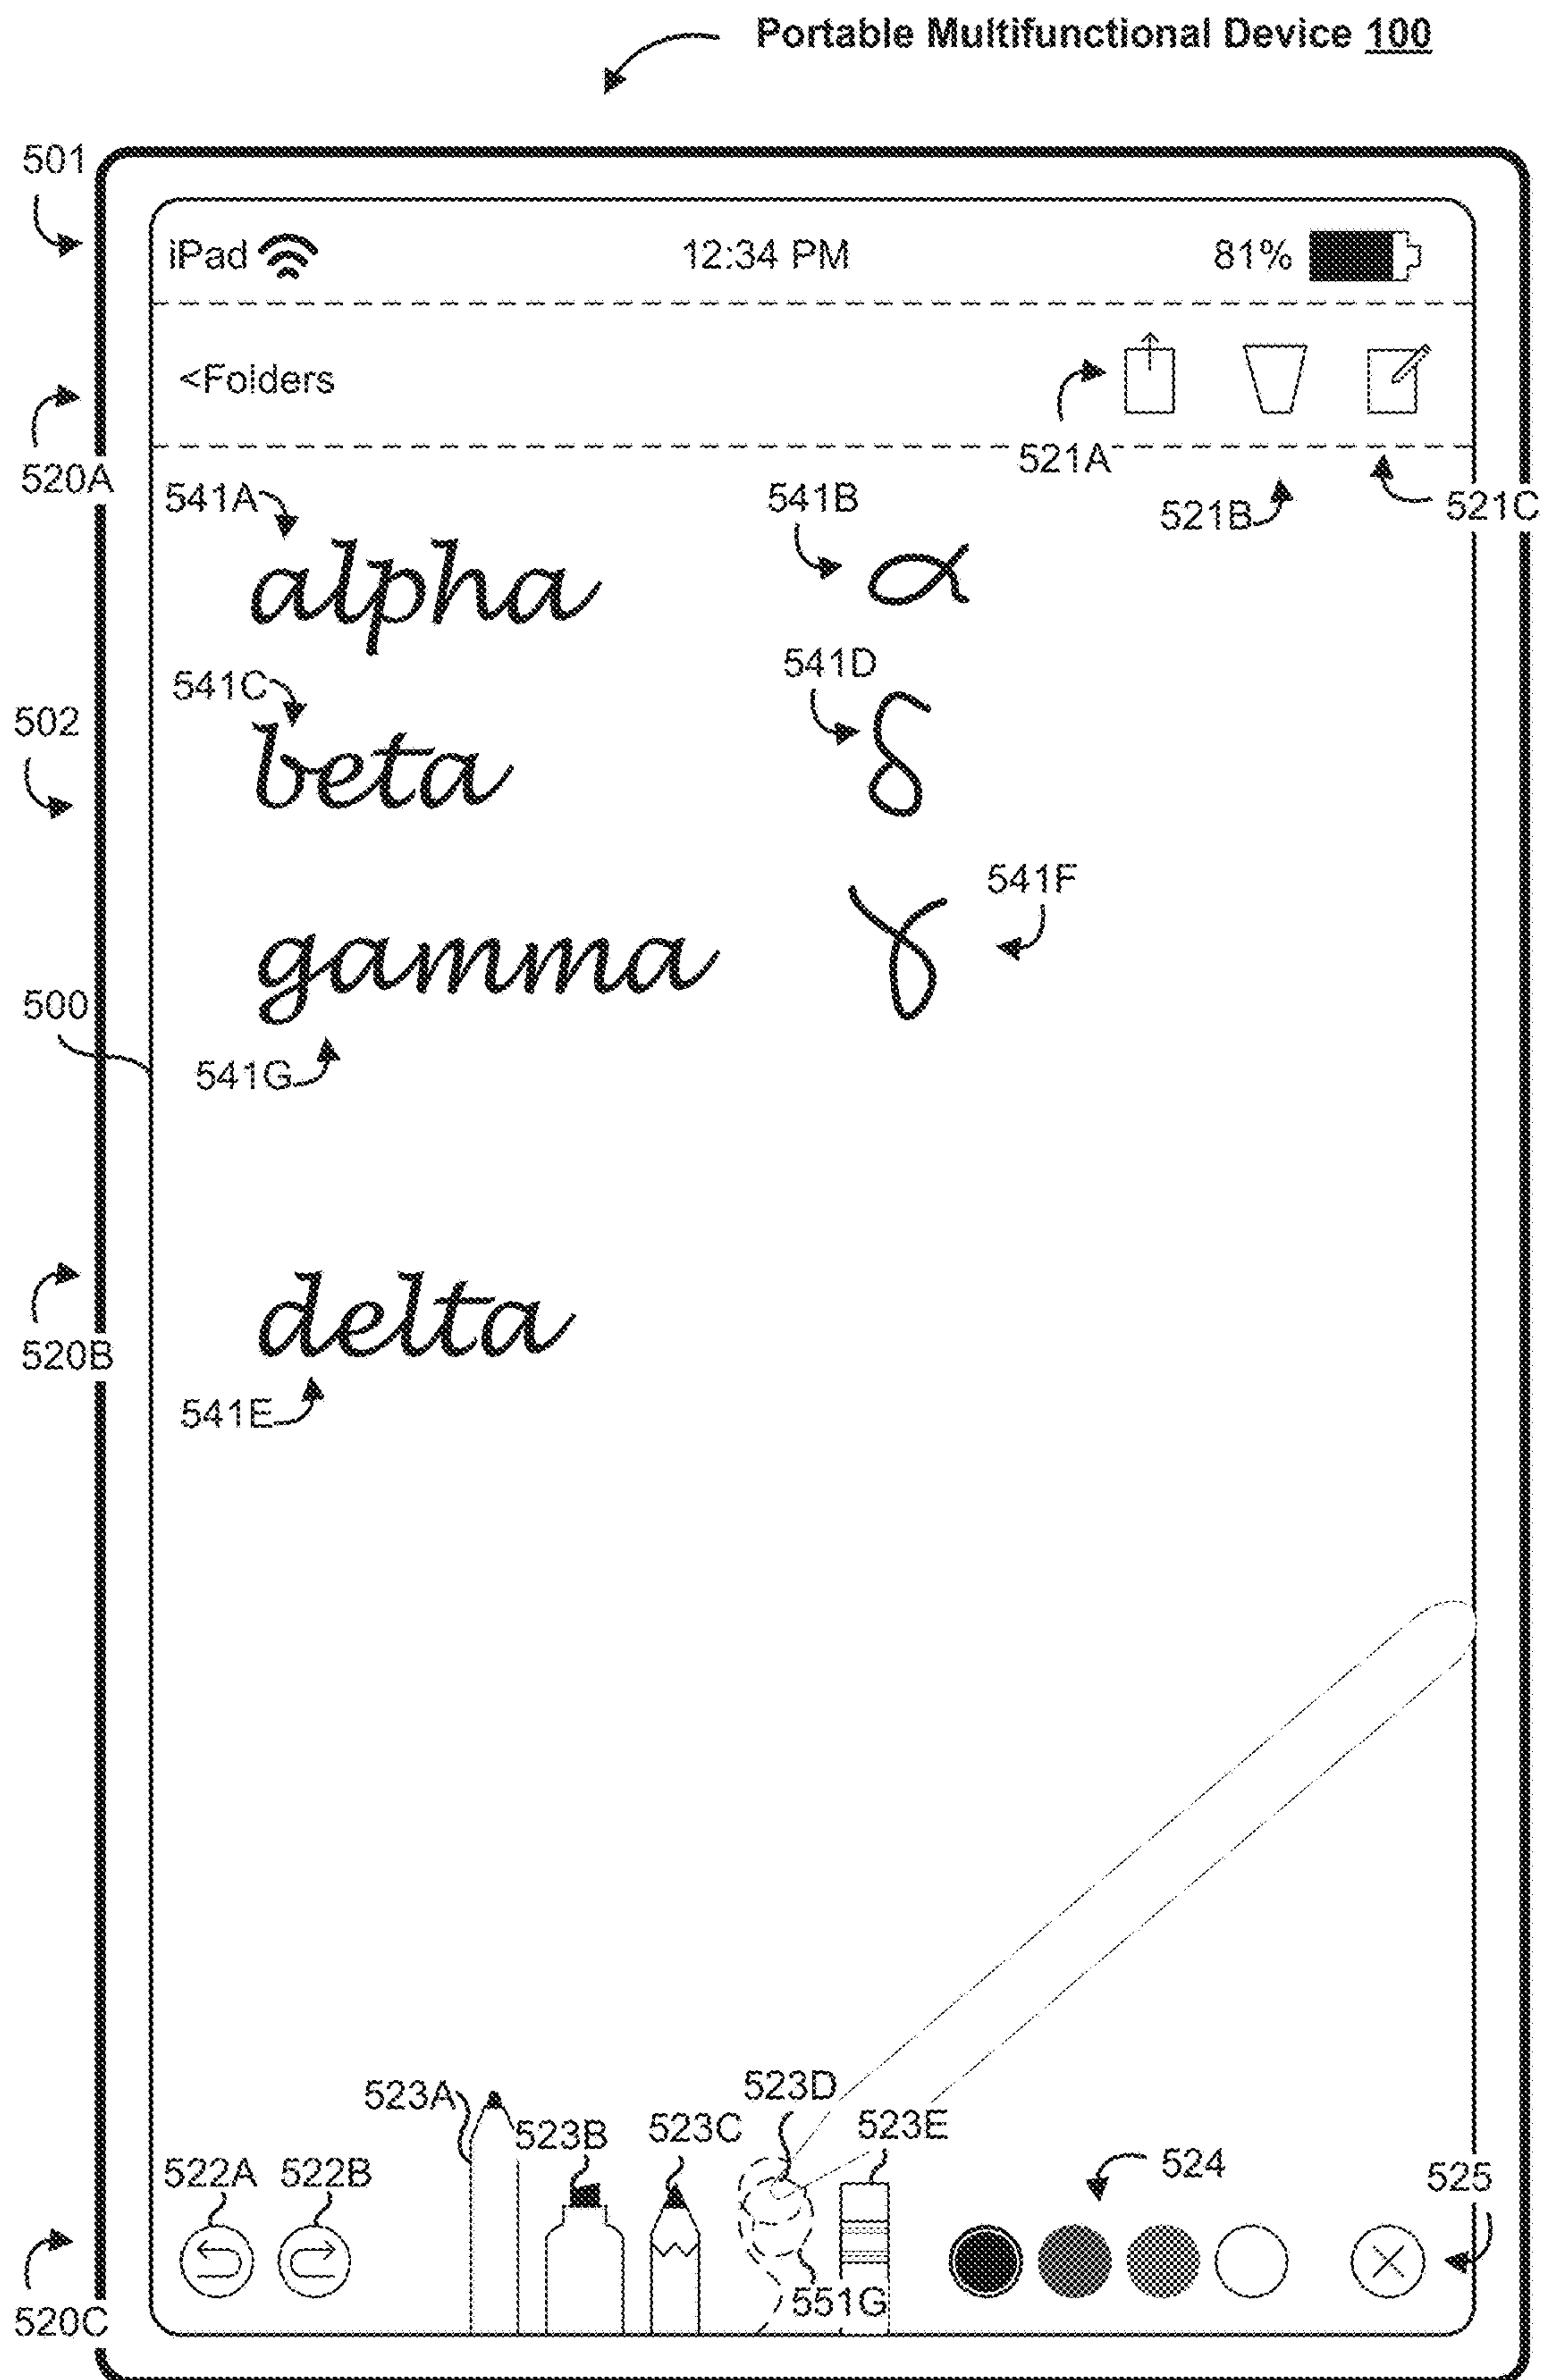 Portable Multifunctional Device 100
501
iPad 12:34 PM 81%
<Folders
520A
521A
521B
521C
541A
541B
alpha α
541C
541D
502
beta δ
541F
gamma γ
500
541G
delta
520B
541E
523A
523B
523C
523D
523E
522A
522B
524
525
551G
520C